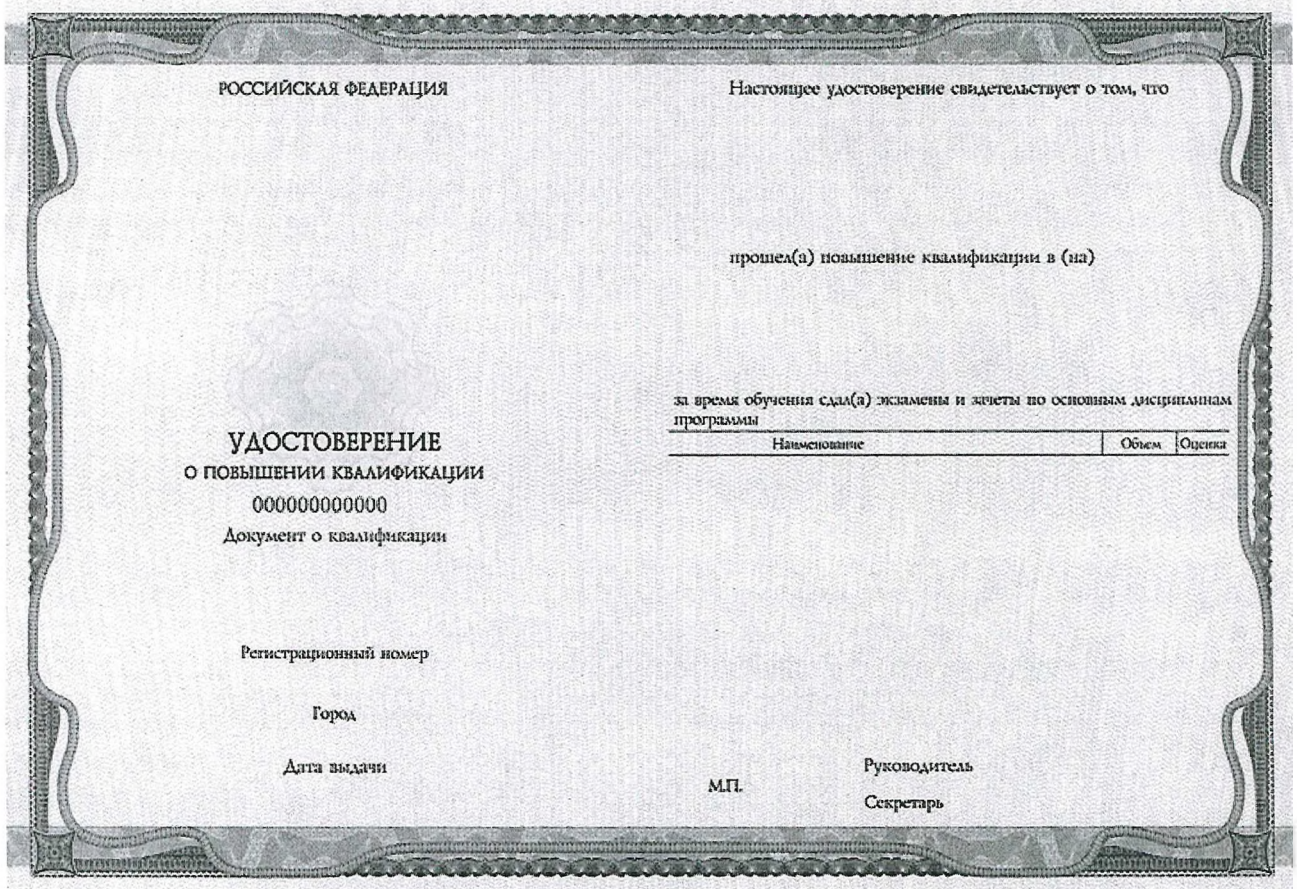 РОССИЙСКАЯ ФЕДЕРАЦИЯ
УДОСТОВЕРЕНИЕ
О ПОВЫШЕНИИ КВАЛИФИКАЦИИ
000000000000
Документ о квалификации
Регистрационный номер
Город
Дата выдачи
Настоящее удостоверение свидетельствует о том, что
прошел(а) повышение квалификации в (на)
за время обучения сдал(а) экзамены и зачеты по основным дисциплинам
программы
Наименование Объем Оценка
М.П.
Руководитель
Секретарь